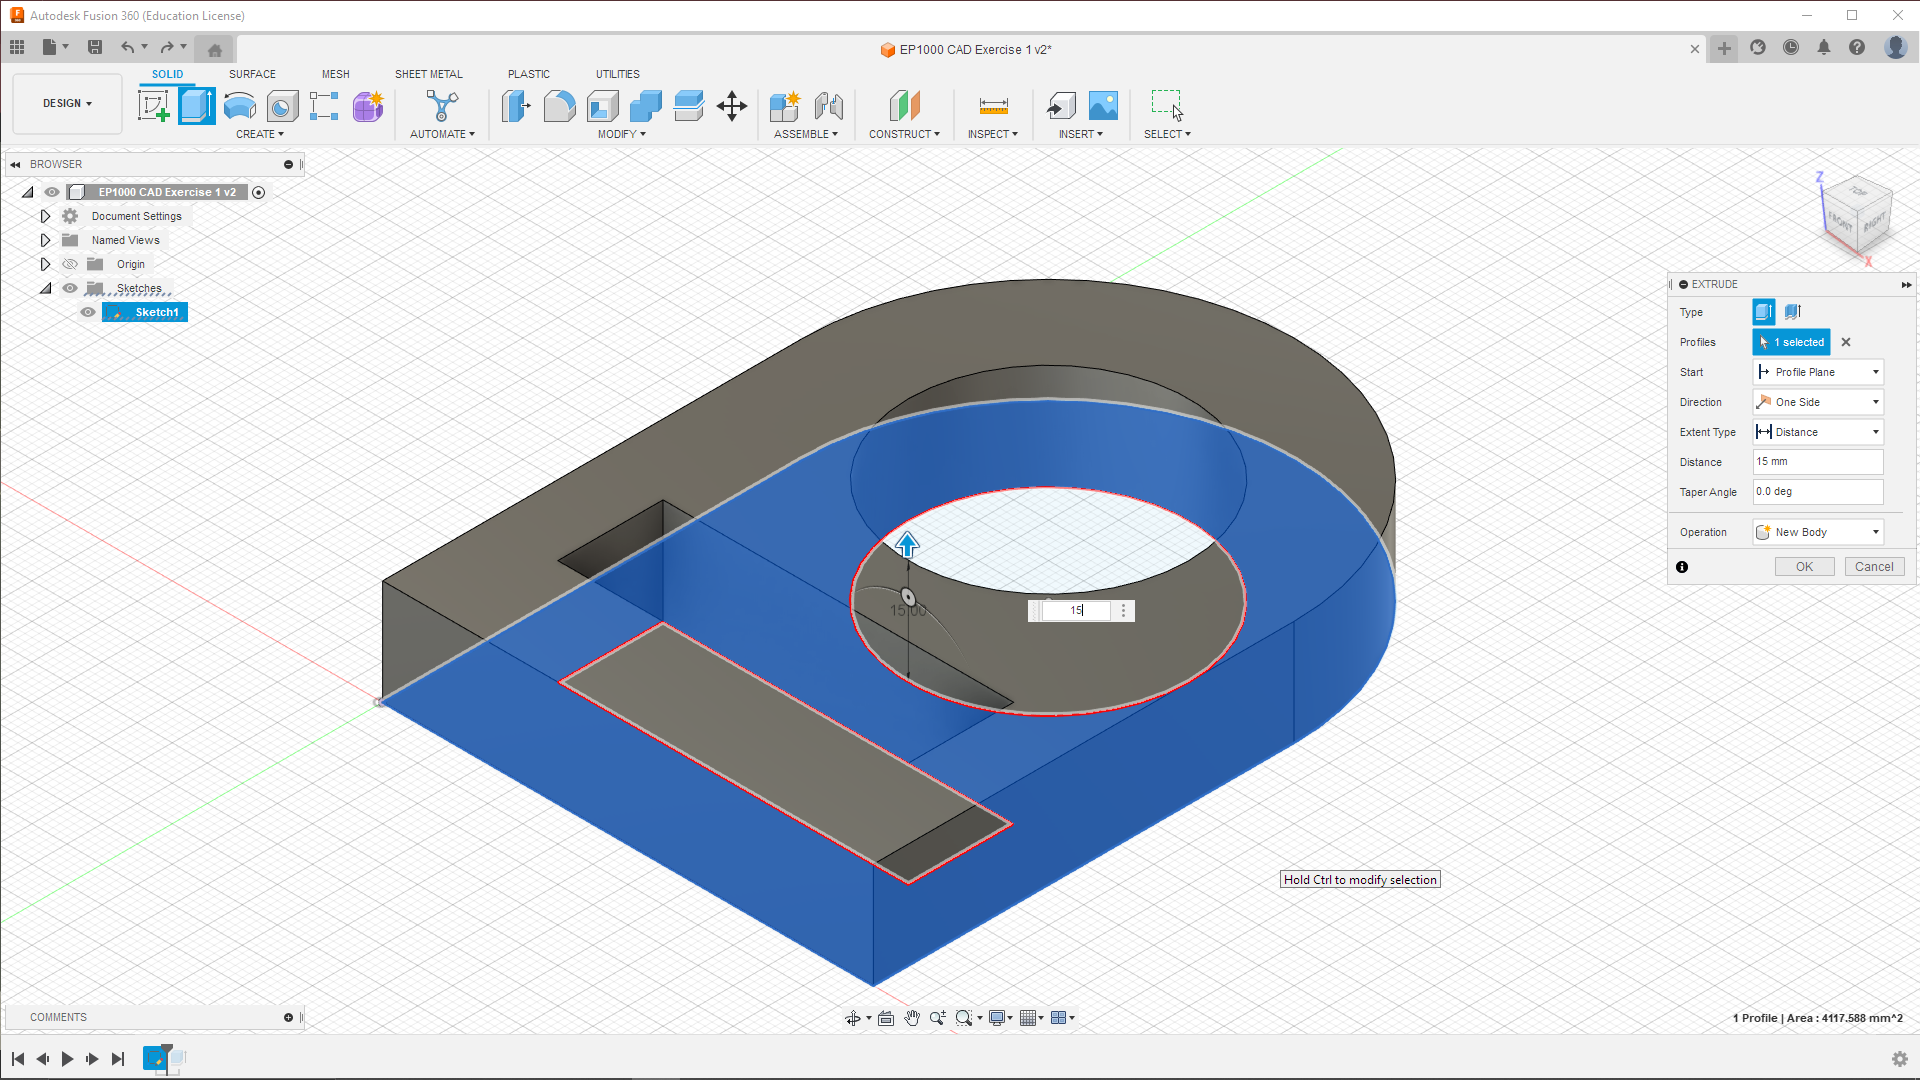 Autodesk Fusion 360 (Education License)
EP1000 CAD Exercise 1 v2*
SOLID SURFACE MESH SHEET METAL PLASTIC UTILITIES
DESIGN
CREATE AUTOMATE MODIFY ASSEMBLE CONSTRUCT INSPECT INSERT SELECT
BROWSER
EP1000 CAD Exercise 1 v2
Document Settings
Named Views
Origin
Sketches
Sketch1
Z
TOP
FRONT RIGHT
X
EXTRUDE
Type
Profiles 1 selected
Start Profile Plane
Direction One Side
Extent Type Distance
Distance 15 mm
Taper Angle 0.0 deg
Operation New Body
OK Cancel
15.00
15
Hold Ctrl to modify selection
COMMENTS
1 Profile | Area : 4117.588 mm^2